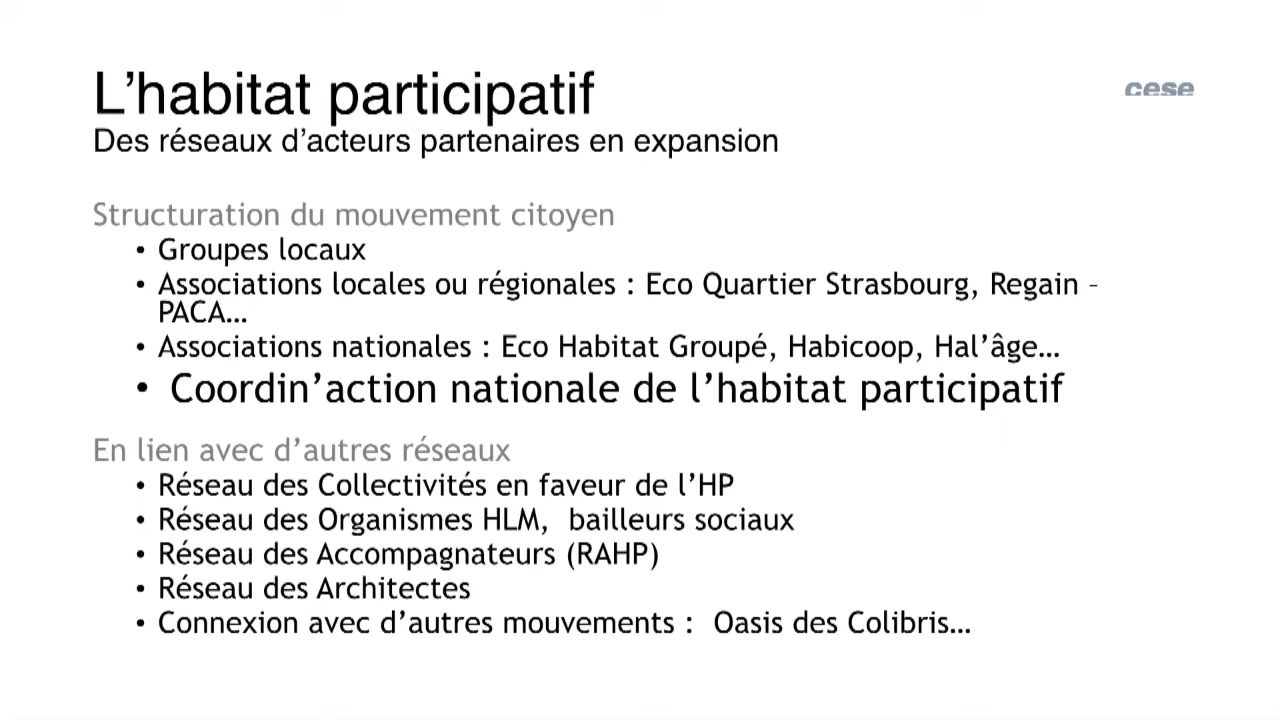 L’habitat participatif
cese
Des réseaux d’acteurs partenaires en expansion
Structuration du mouvement citoyen
• Groupes locaux
• Associations locales ou régionales : Eco Quartier Strasbourg, Regain –
PACA…
• Associations nationales : Eco Habitat Groupé, Habicoop, Hal’âge…
• Coordin’action nationale de l’habitat participatif
En lien avec d’autres réseaux
• Réseau des Collectivités en faveur de l’HP
• Réseau des Organismes HLM,  bailleurs sociaux
• Réseau des Accompagnateurs (RAHP)
• Réseau des Architectes
• Connexion avec d’autres mouvements :  Oasis des Colibris…